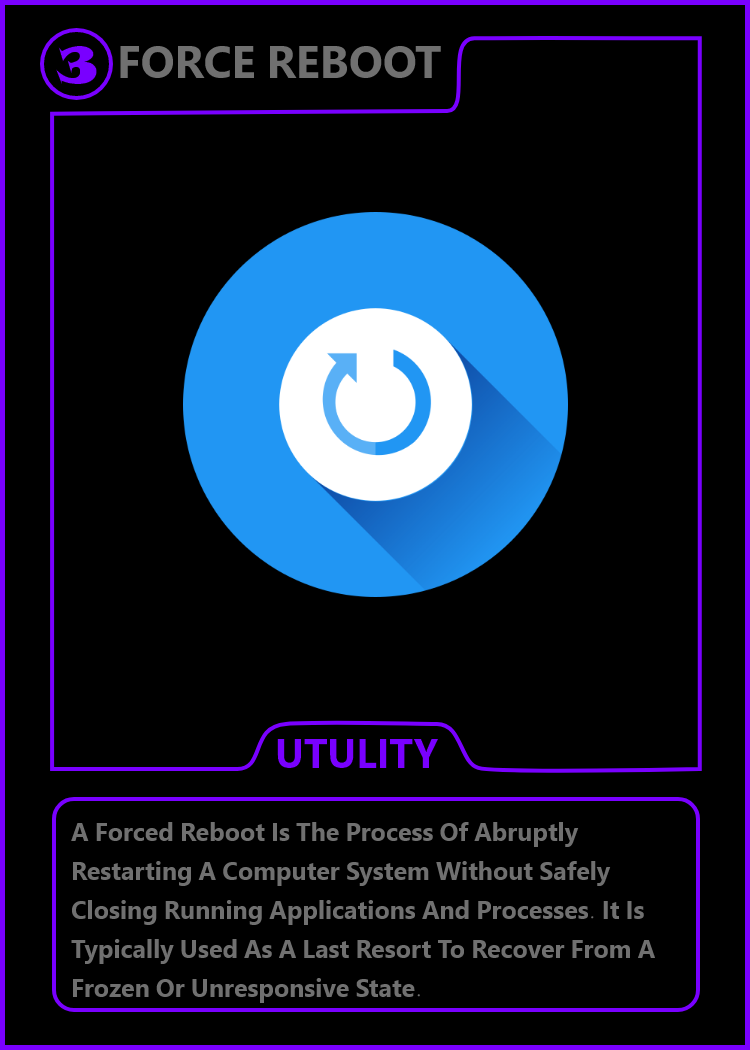 3 FORCE REBOOT
UTULITY
A Forced Reboot Is The Process Of Abruptly
Restarting A Computer System Without Safely
Closing Running Applications And Processes. It Is
Typically Used As A Last Resort To Recover From A
Frozen Or Unresponsive State.